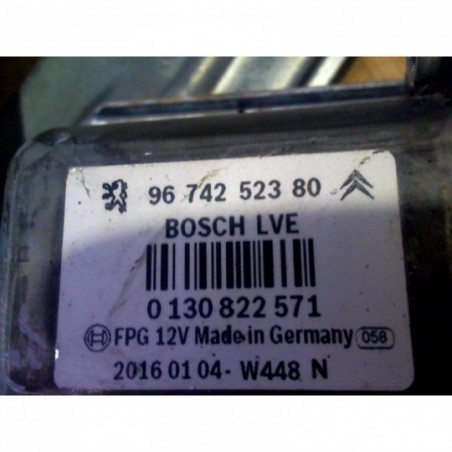 96 742 523 80
BOSCH LVE
0 130 822 571
FPG 12V Made in Germany 058
2016 01 04- W448 N